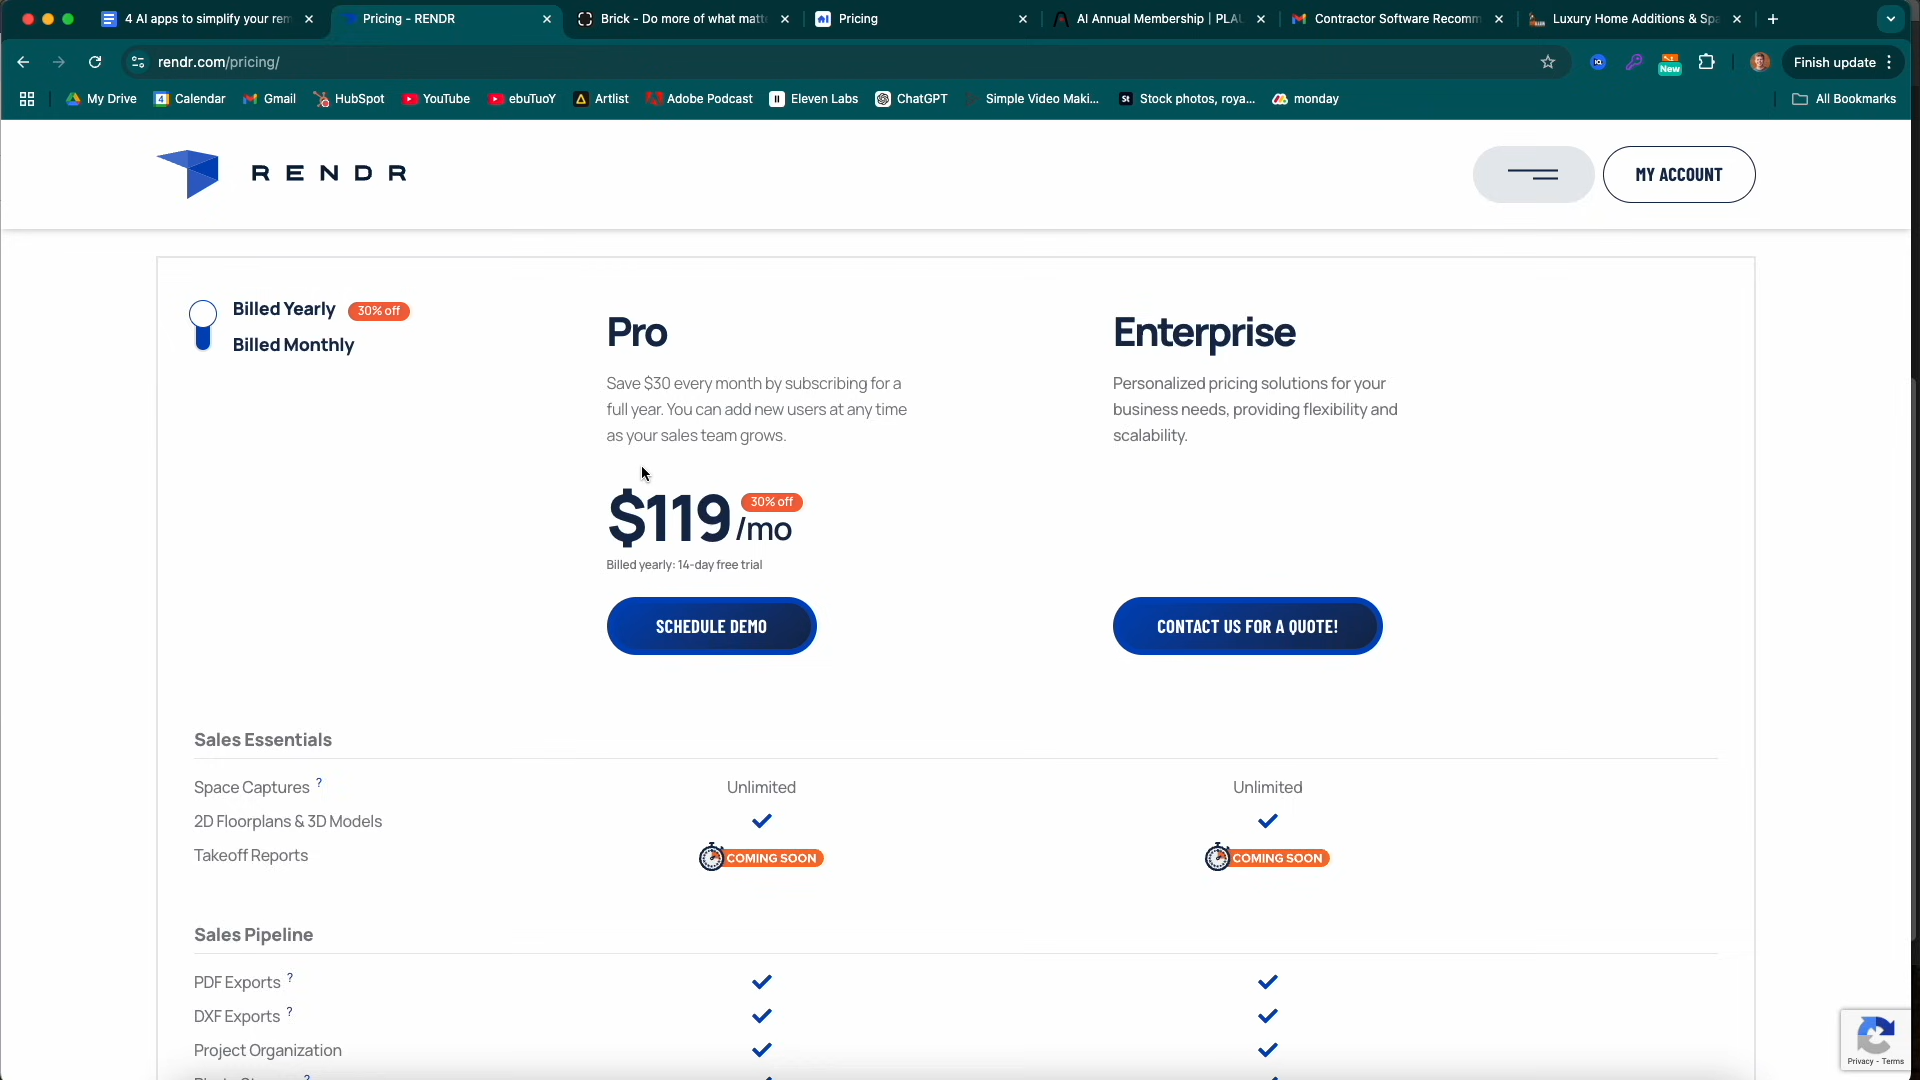 4 AI apps to simplify your rem
Pricing - RENDR
Brick - Do more of what matt
Pricing
AI Annual Membership | PLAU
Contractor Software Recomm
Luxury Home Additions & Spa
rendr.com/pricing/
New
Finish update
My Drive
Calendar
Gmail
HubSpot
YouTube
ebuTuoY
Artlist
Adobe Podcast
Eleven Labs
ChatGPT
Simple Video Maki...
Stock photos, roya...
monday
All Bookmarks
RENDR
MY ACCOUNT
Billed Yearly 30% off
Billed Monthly
Pro
Save $30 every month by subscribing for a
full year. You can add new users at any time
as your sales team grows.
$119 /mo 30% off
Billed yearly: 14-day free trial
SCHEDULE DEMO
Enterprise
Personalized pricing solutions for your
business needs, providing flexibility and
scalability.
CONTACT US FOR A QUOTE!
Sales Essentials
Space Captures ? Unlimited Unlimited
2D Floorplans & 3D Models
Takeoff Reports COMING SOON COMING SOON
Sales Pipeline
PDF Exports ?
DXF Exports ?
Project Organization
Privacy - Terms